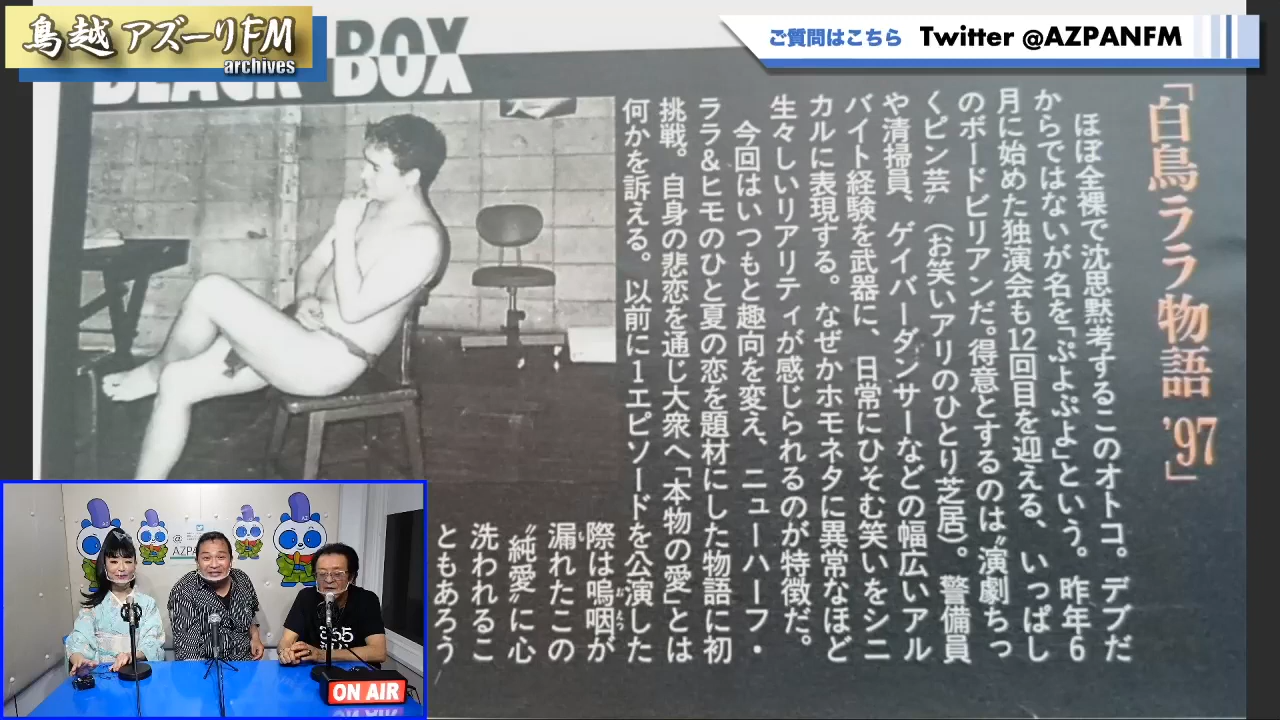 鳥越アズーリFM
archives
ご質問はこちら Twitter @AZPANFM
BLACK BOX
「白鳥ララ物語 '97」
ほぼ全裸で沈思黙考するこのオトコ。デブだ
からではないが名を「ぷよぷよ」という。昨年6
月に始めた独演会も12回目を迎える、いっぱし
のボードビリアンだ。得意とするのは〝演劇ちっ
くピン芸〟(お笑いアリのひとり芝居)。警備員
や清掃員、ゲイバーダンサーなどの幅広いアル
バイト経験を武器に、日常にひそむ笑いをシニ
カルに表現する。なぜかホモネタに異常なほど
生々しいリアリティが感じられるのが特徴だ。
今回はいつもと趣向を変え、ニューハーフ・
ララ&ヒモのひと夏の恋を題材にした物語に初
挑戦。自身の悲恋を通じ大衆へ「本物の愛」とは
何かを訴える。以前に1エピソードを公演した
際は嗚咽おえつが
漏もれたこの
〝純愛〟に心
洗われるこ
ともあろう
@
AZPAN
365
ON AIR